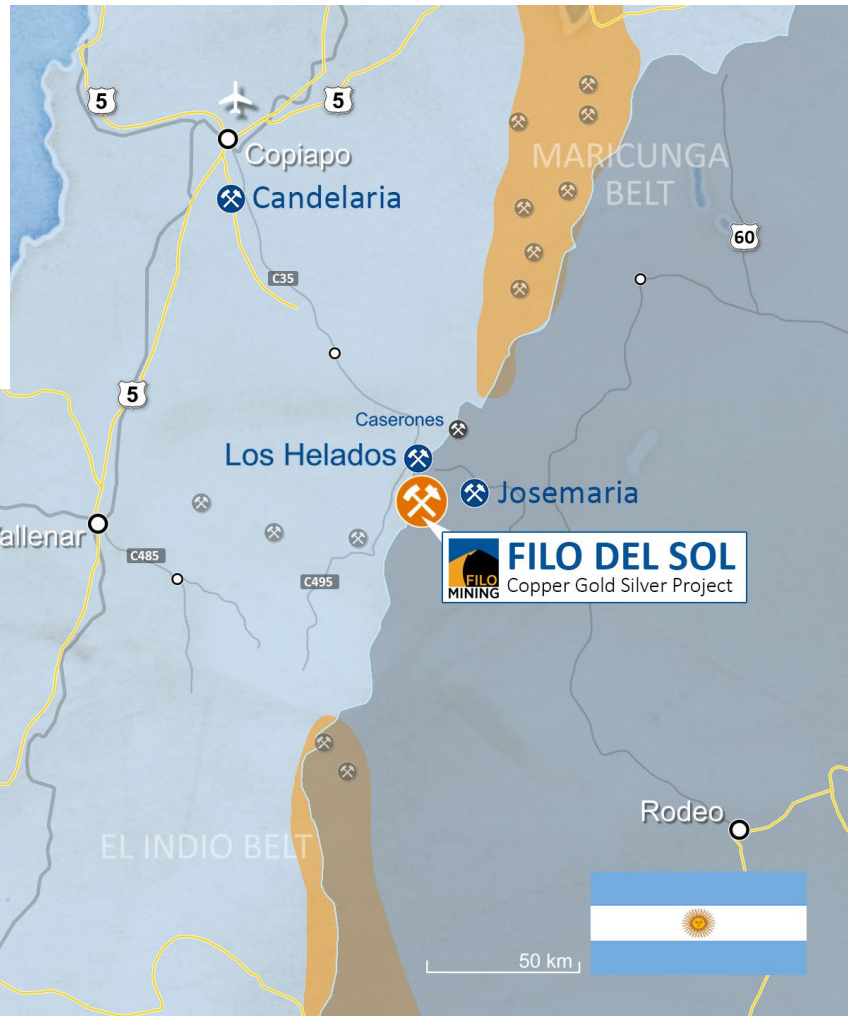 5
5
Copiapo
MARICUNGA
BELT
Candelaria
60
C35
5
Caserones
Los Helados
Josemaria
allenar
FILO DEL SOL
Copper Gold Silver Project
FILO
MINING
C485
C495
Rodeo
EL INDIO BELT
50 km